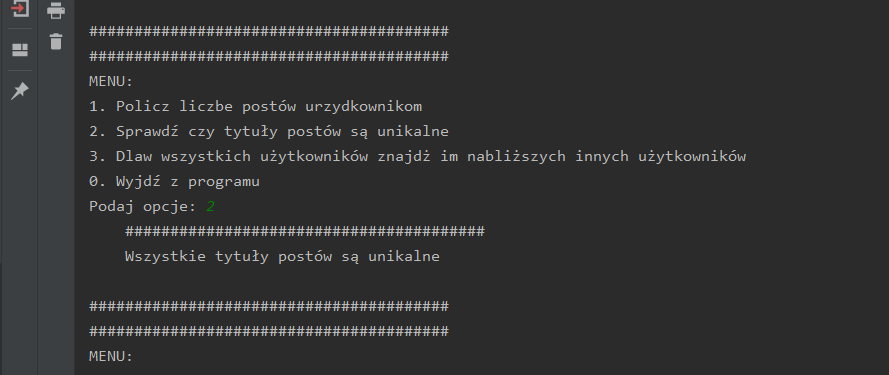 ########################################
########################################
MENU:
1. Policz liczbe postów urzydkownikom
2. Sprawdź czy tytuły postów są unikalne
3. Dlaw wszystkich użytkowników znajdż im nabliższych innych użytkowników
0. Wyjdź z programu
Podaj opcje: 2
########################################
Wszystkie tytuły postów są unikalne
########################################
########################################
MENU: